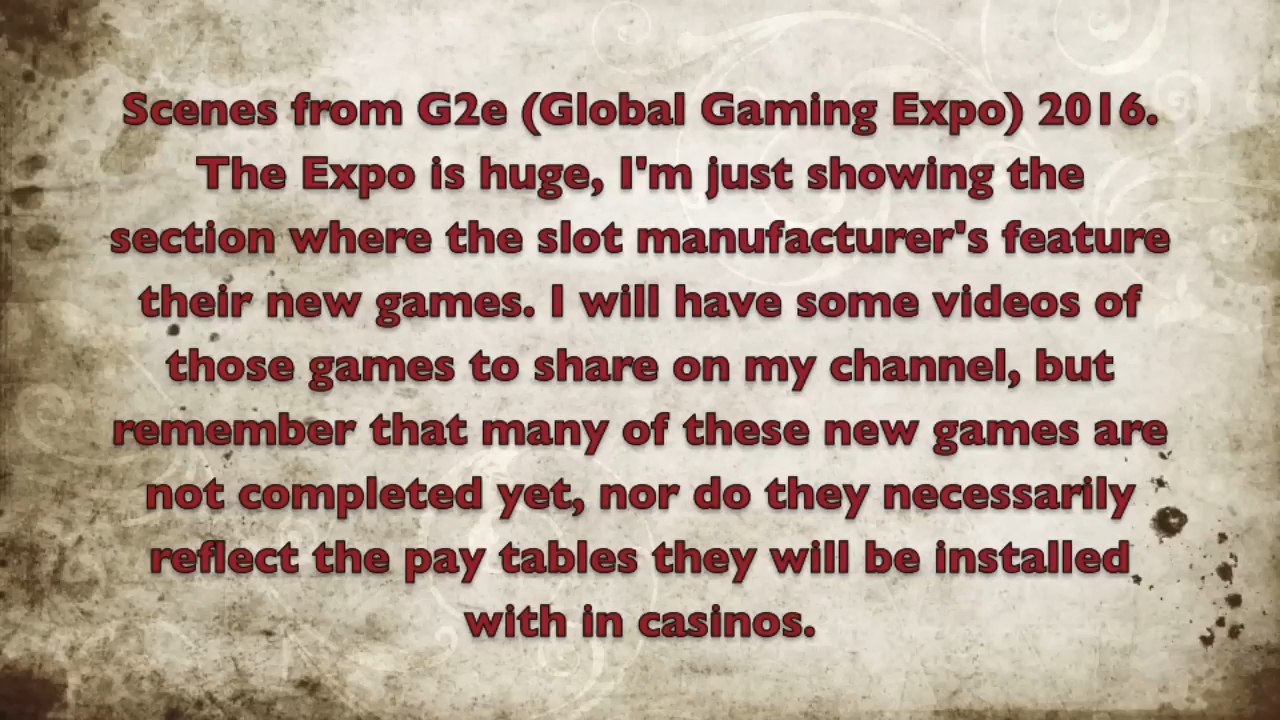 Scenes from G2e (Global Gaming Expo) 2016.
The Expo is huge, I'm just showing the
section where the slot manufacturer's feature
their new games. I will have some videos of
those games to share on my channel, but
remember that many of these new games are
not completed yet, nor do they necessarily
reflect the pay tables they will be installed
with in casinos.